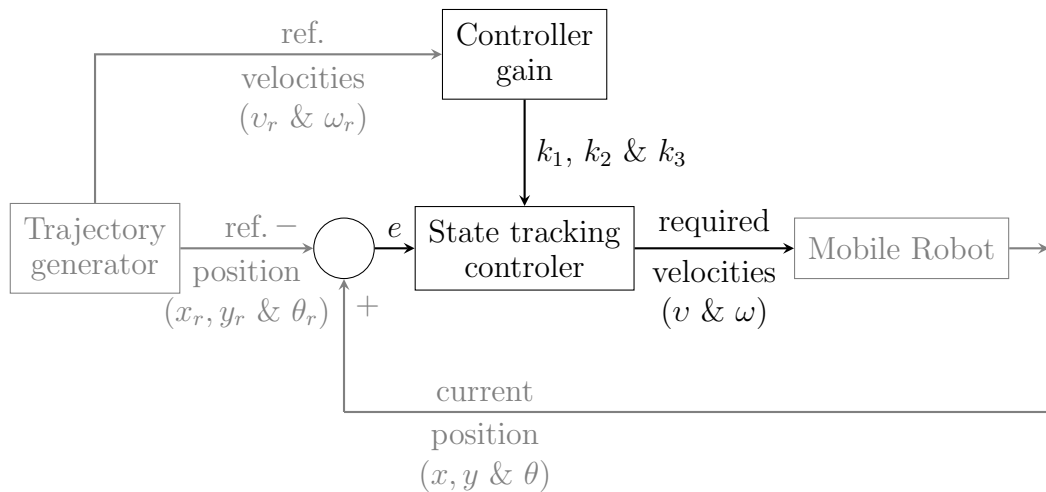 ref.
velocities
(υ_r & ω_r)
Controller
gain
k_1, k_2 & k_3
Trajectory
generator
ref. −
position
(x_r, y_r & θ_r)
+
e
State tracking
controler
required
velocities
(υ & ω)
Mobile Robot
current
position
(x, y & θ)